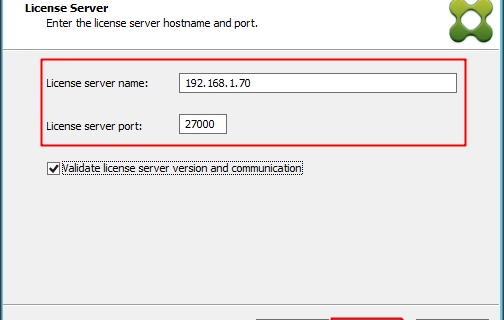 License Server
Enter the license server hostname and port.
License server name: 192.168.1.70
License server port: 27000
Validate license server version and communication